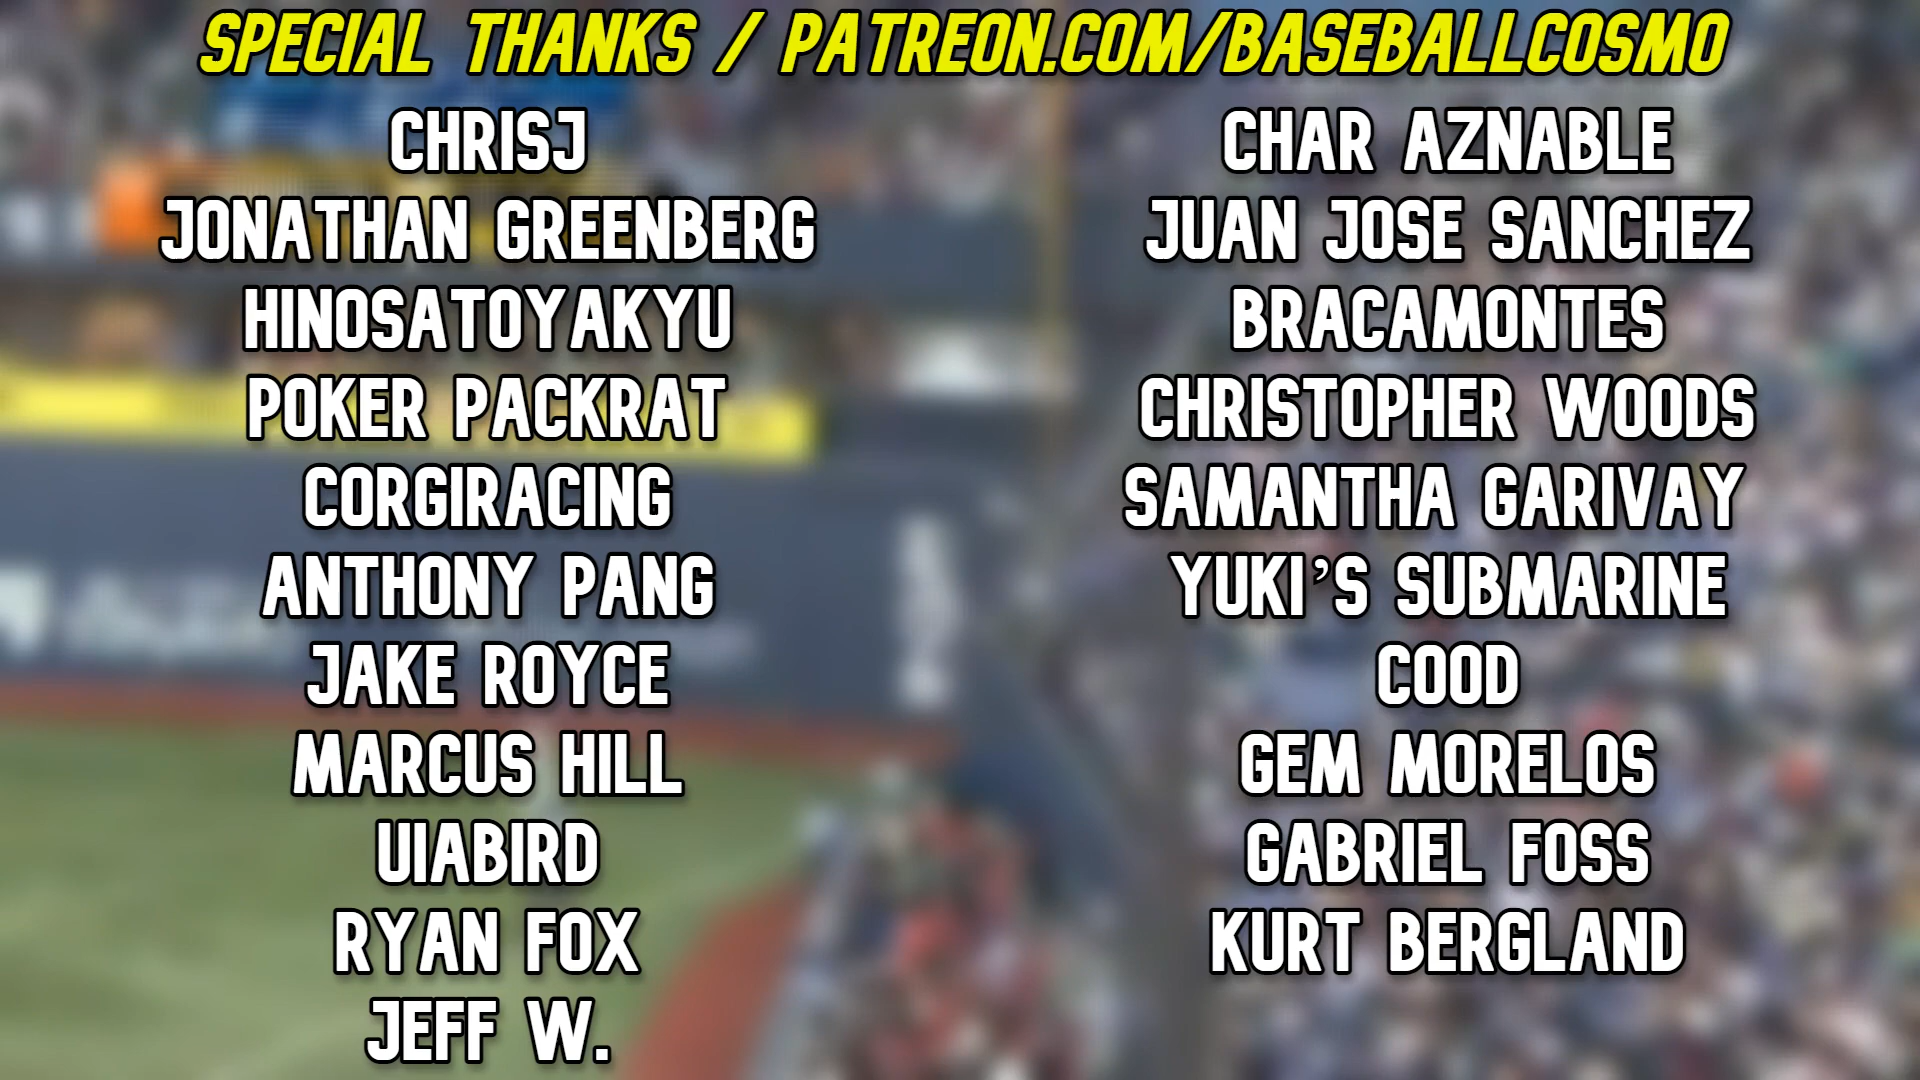 SPECIAL THANKS / PATREON.COM/BASEBALLCOSMO
CHRISJ
JONATHAN GREENBERG
HINOSATOYAKYU
POKER PACKRAT
CORGIRACING
ANTHONY PANG
JAKE ROYCE
MARCUS HILL
UIABIRD
RYAN FOX
JEFF W.
CHAR AZNABLE
JUAN JOSE SANCHEZ
BRACAMONTES
CHRISTOPHER WOODS
SAMANTHA GARIVAY
YUKI’S SUBMARINE
COOD
GEM MORELOS
GABRIEL FOSS
KURT BERGLAND